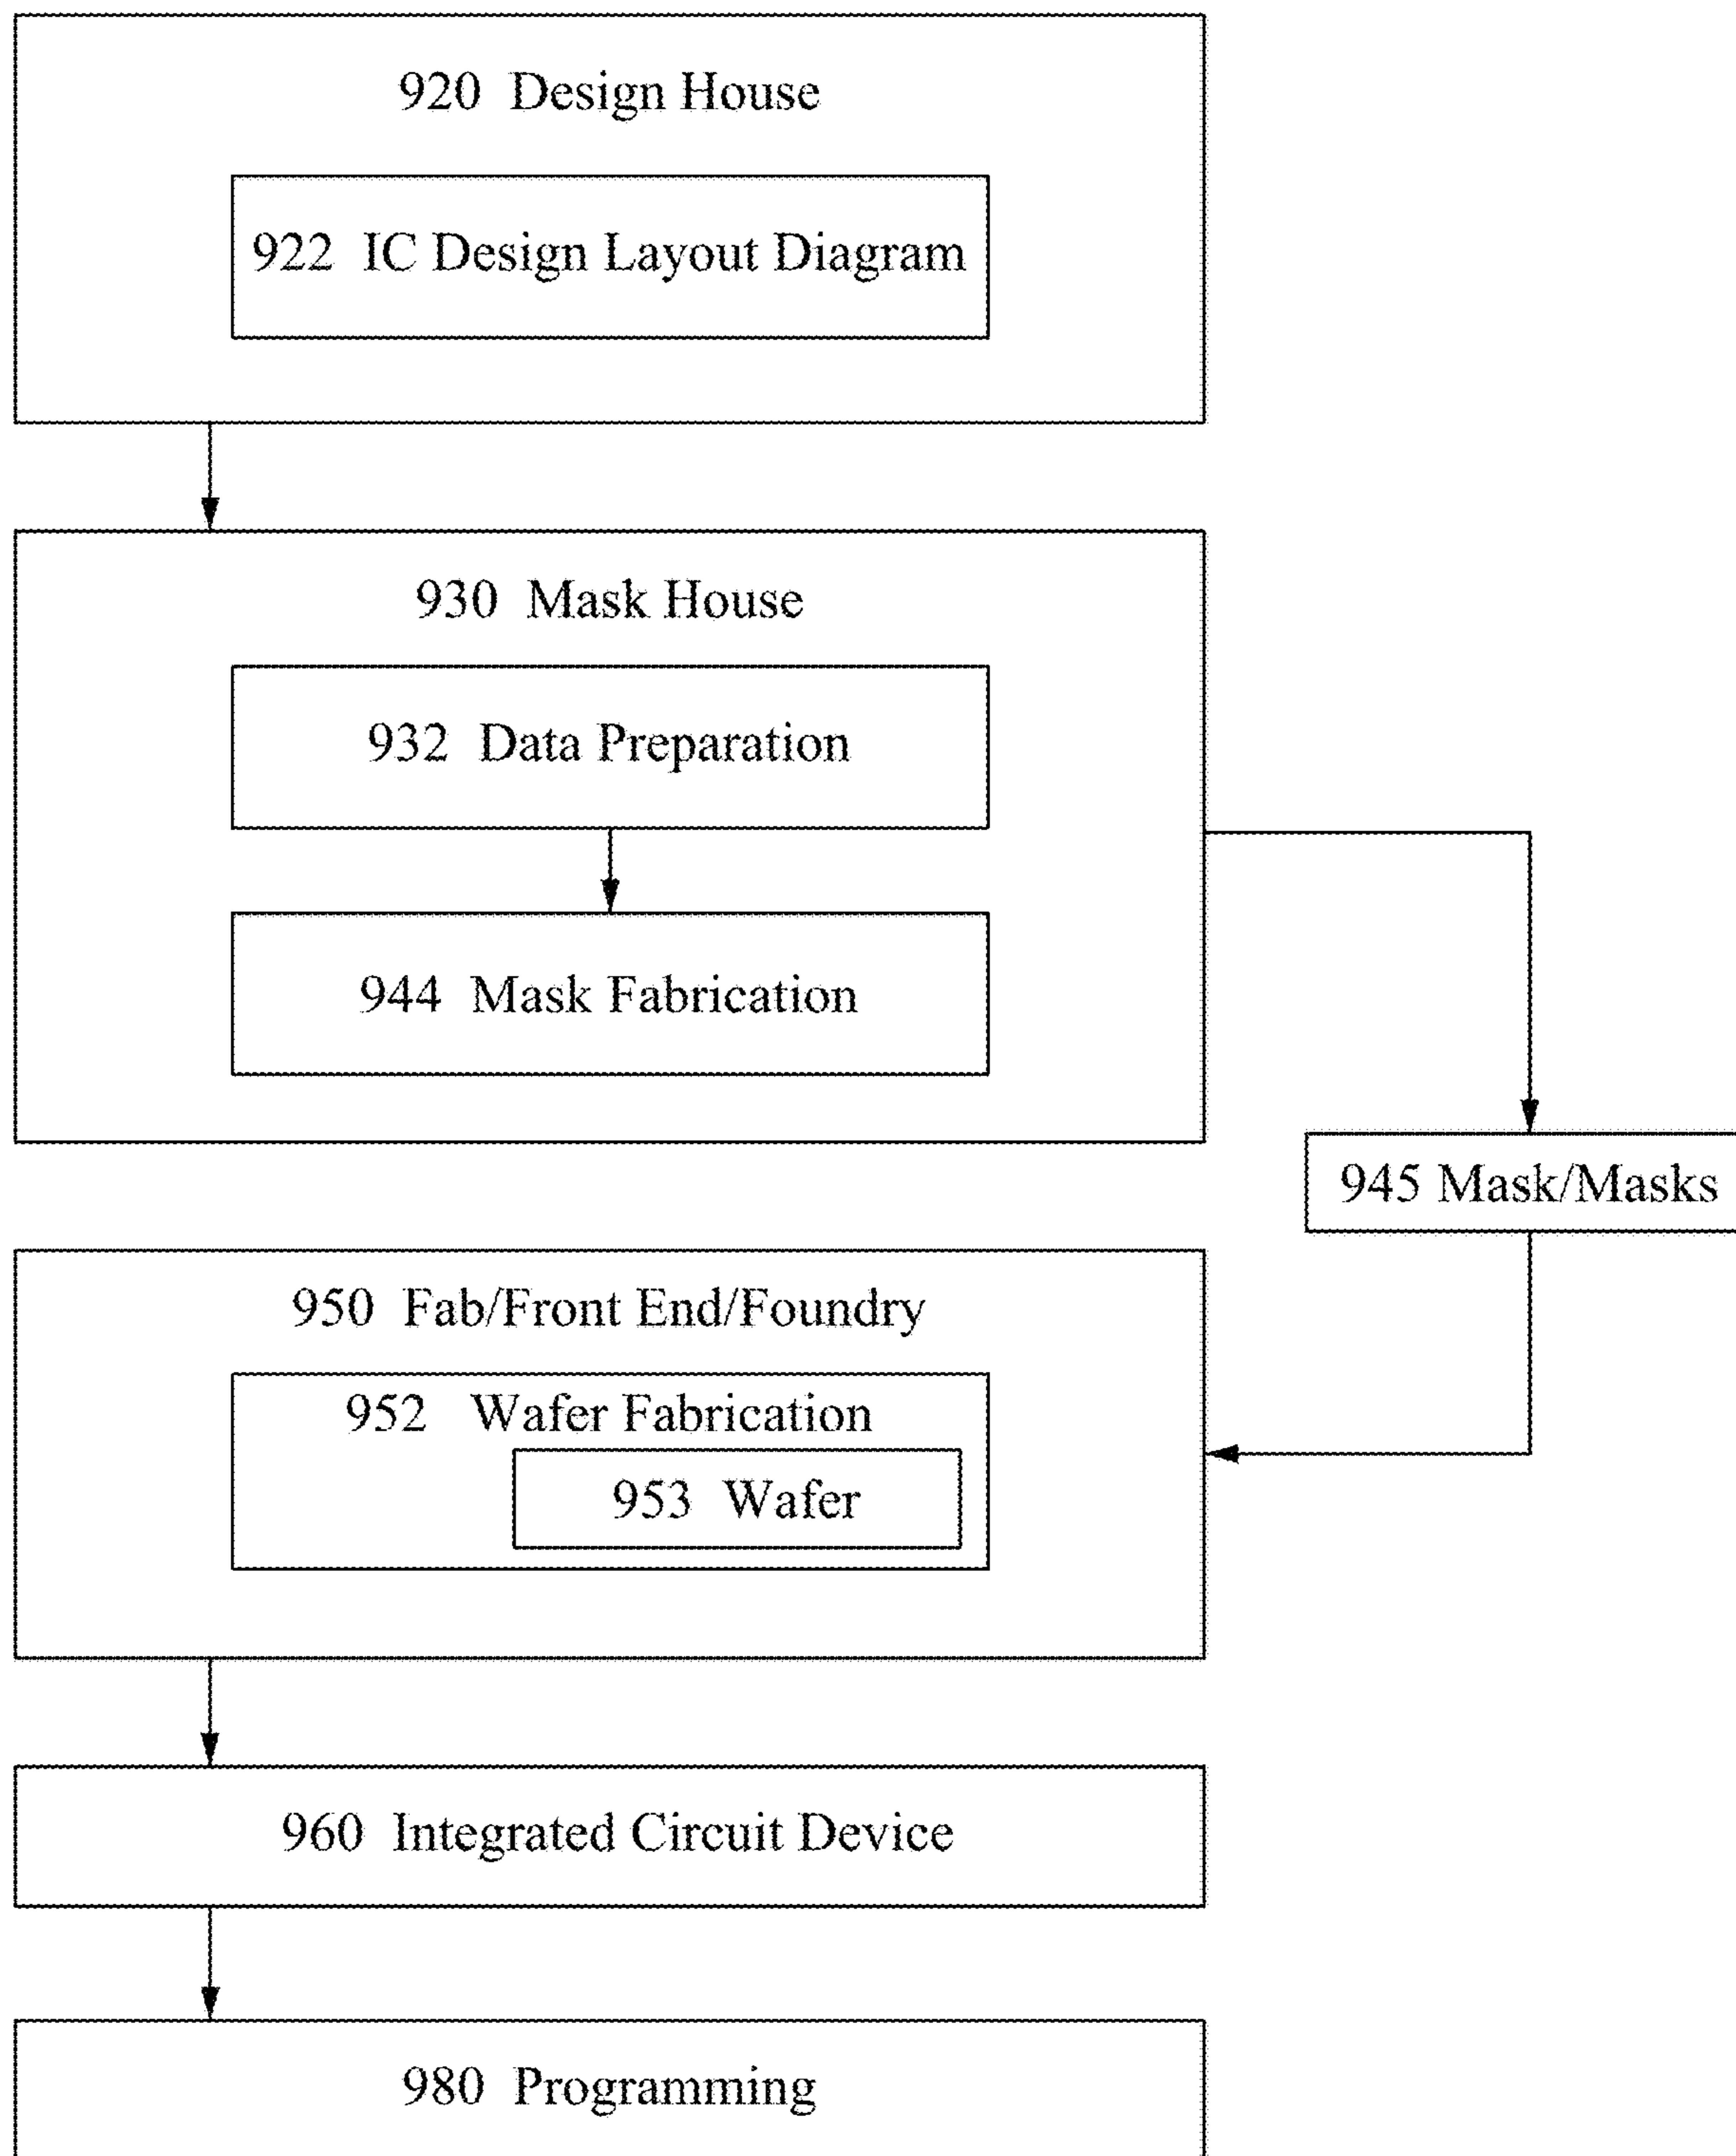 920 Design House
922 IC Design Layout Diagram
930 Mask House
932 Data Preparation
944 Mask Fabrication
945 Mask/Masks
950 Fab/Front End/Foundry
952 Wafer Fabrication
953 Wafer
960 Integrated Circuit Device
980 Programming